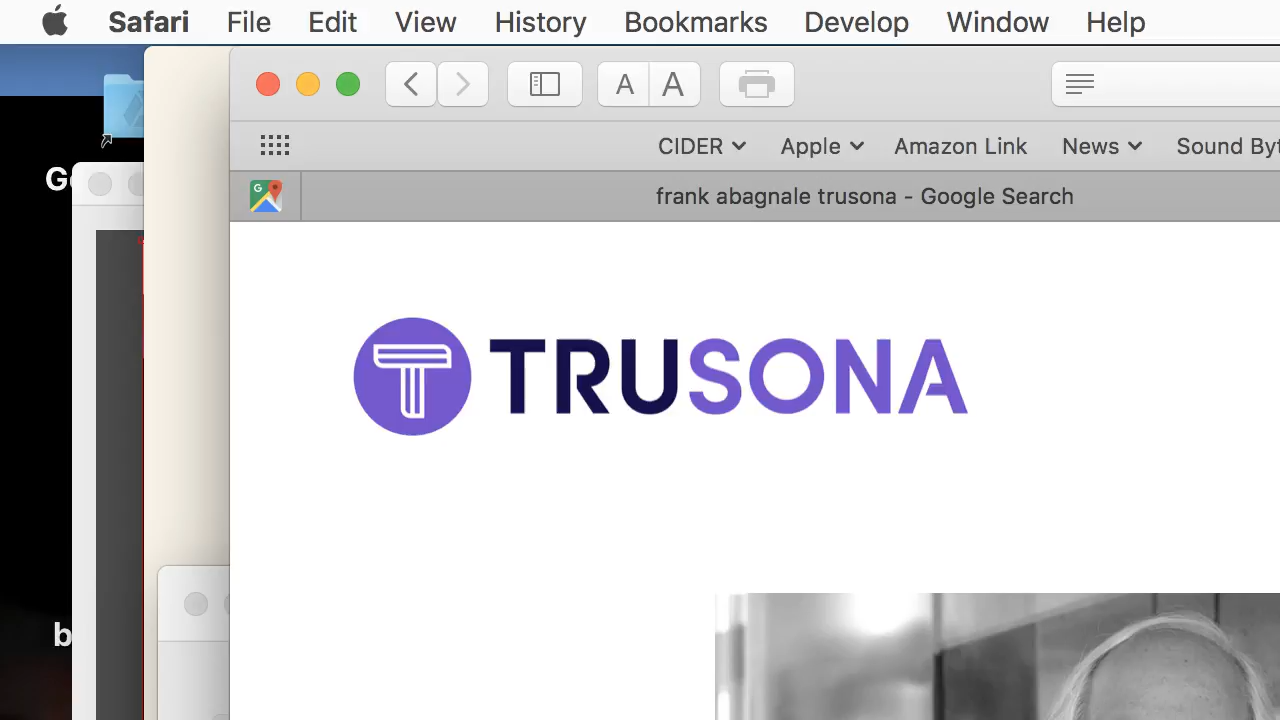 Safari File Edit View History Bookmarks Develop Window Help
A A
CIDER Apple Amazon Link News Sound
frank abagnale trusona - Google Search
G
T TRUSONA
b